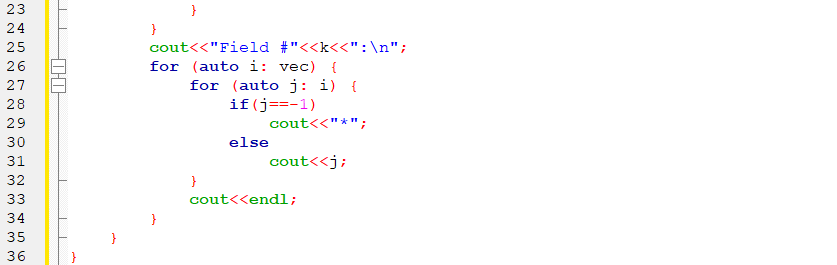 23 }
24 }
25 cout<<"Field #"<<k<<":\n";
26 for (auto i: vec) {
27 for (auto j: i) {
28 if(j==-1)
29 cout<<"*";
30 else
31 cout<<j;
32 }
33 cout<<endl;
34 }
35 }
36 }